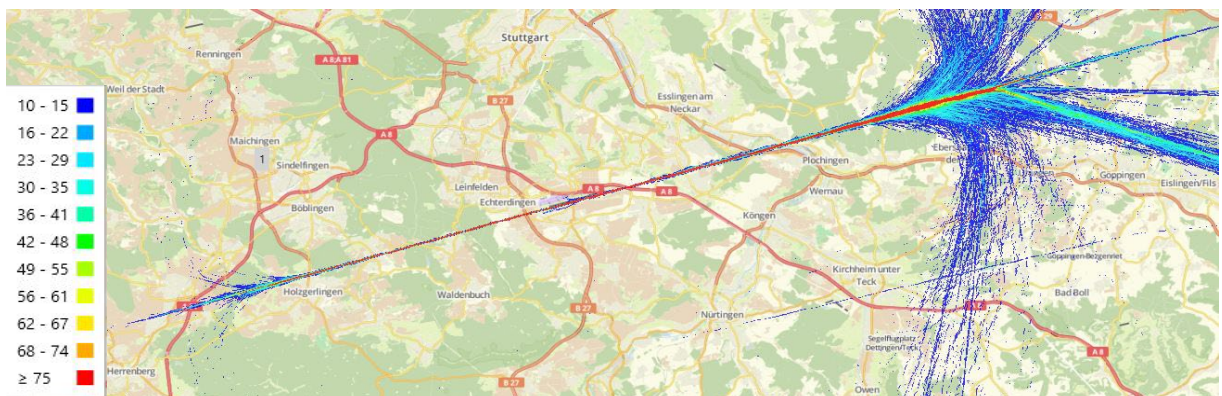 Stuttgart
Renningen
A 8;A 81
Weil der Stadt
B 27
Esslingen am
Neckar
10 - 15
16 - 22
23 - 29
30 - 35
36 - 41
42 - 48
49 - 55
56 - 61
62 - 67
68 - 74
≥ 75
Maichingen
1
Sindelfingen
A 8
Leinfelden
Echterdingen
A 8
A 8
Böblingen
Plochingen
Wernau
Köngen
Göppingen
Eislingen/Fils
Göppingen-Bezgenriet
Kirchheim unter
Teck
Bad Boll
Holzgerlingen
Waldenbuch
B 27
Nürtingen
Segelflugplatz
Dettingen/Teck
A 8
Herrenberg
B 27
Owen